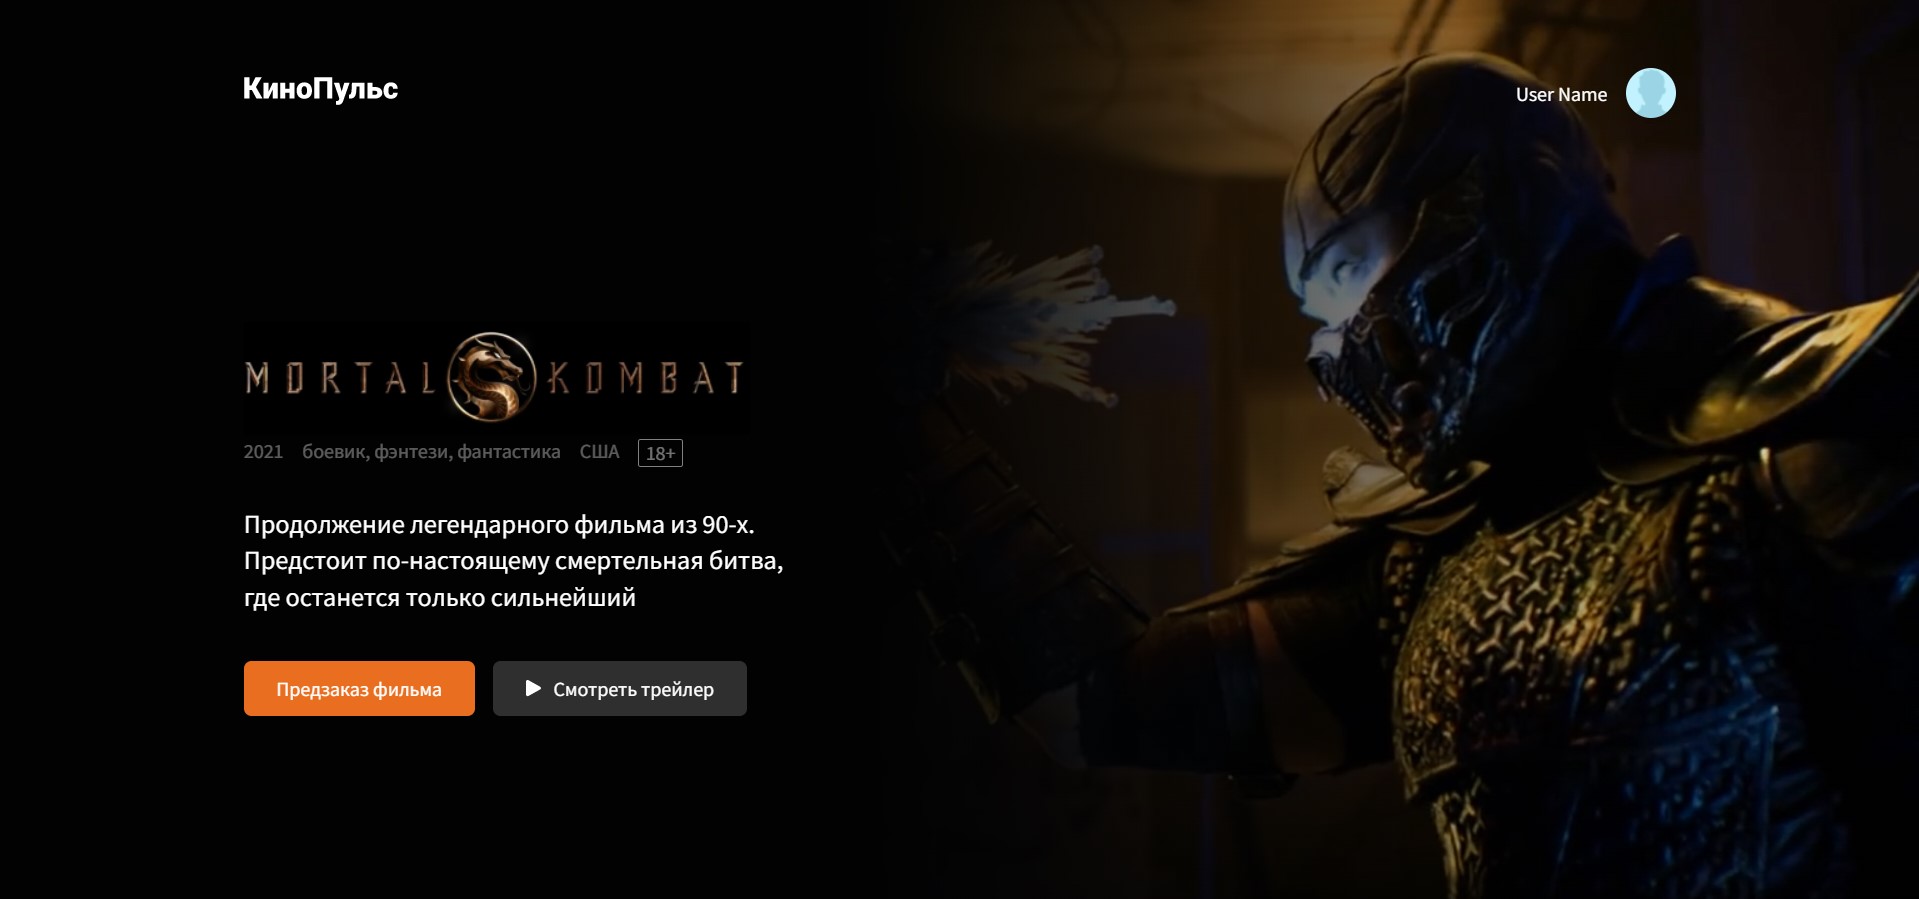 КиноПульс
User Name
MORTAL KOMBAT
2021 боевик, фэнтези, фантастика США 18+
Продолжение легендарного фильма из 90-х.
Предстоит по-настоящему смертельная битва,
где останется только сильнейший
Предзаказ фильма
Смотреть трейлер